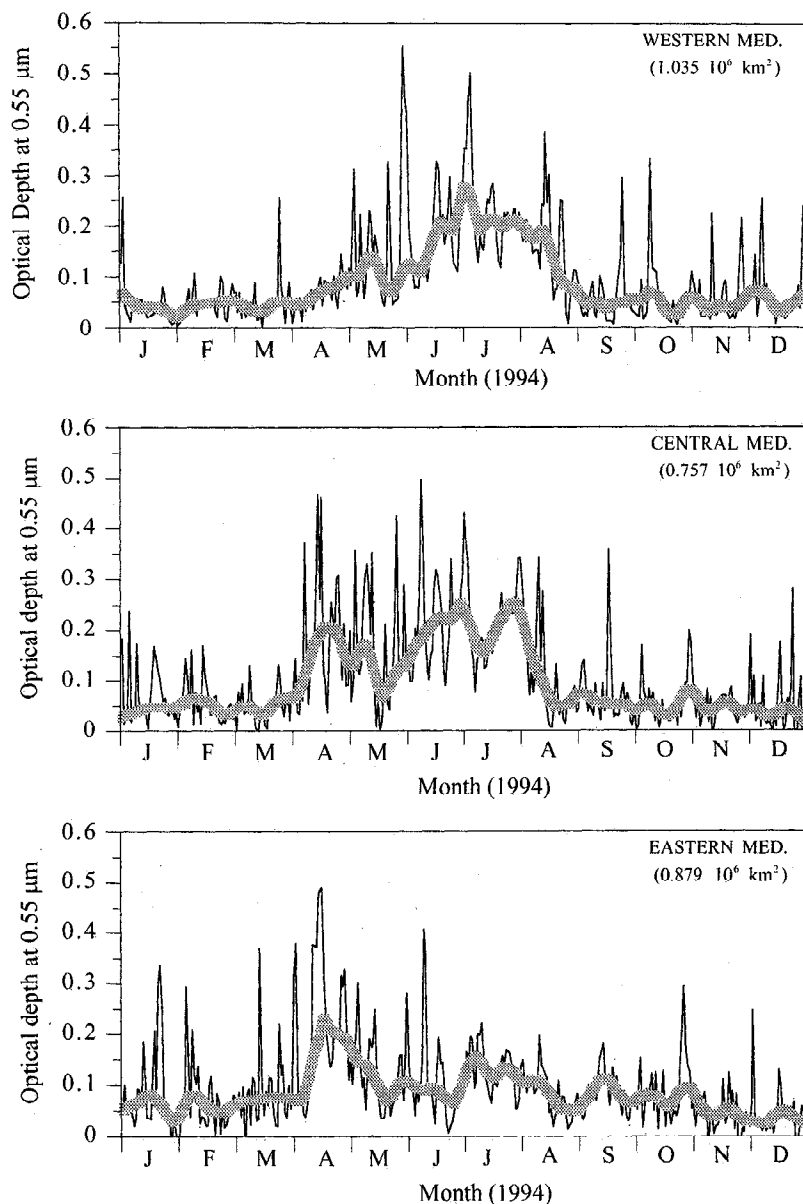 WESTERN MED.
(1.035 10⁶ km²)
Optical Depth at 0.55 µm
0.6
0.5
0.4
0.3
0.2
0.1
0
J F M A M J J A S O N D
Month (1994)
CENTRAL MED.
(0.757 10⁶ km²)
Optical depth at 0.55 µm
0.6
0.5
0.4
0.3
0.2
0.1
0
J F M A M J J A S O N D
Month (1994)
EASTERN MED.
(0.879 10⁶ km²)
Optical depth at 0.55 µm
0.6
0.5
0.4
0.3
0.2
0.1
0
J F M A M J J A S O N D
Month (1994)